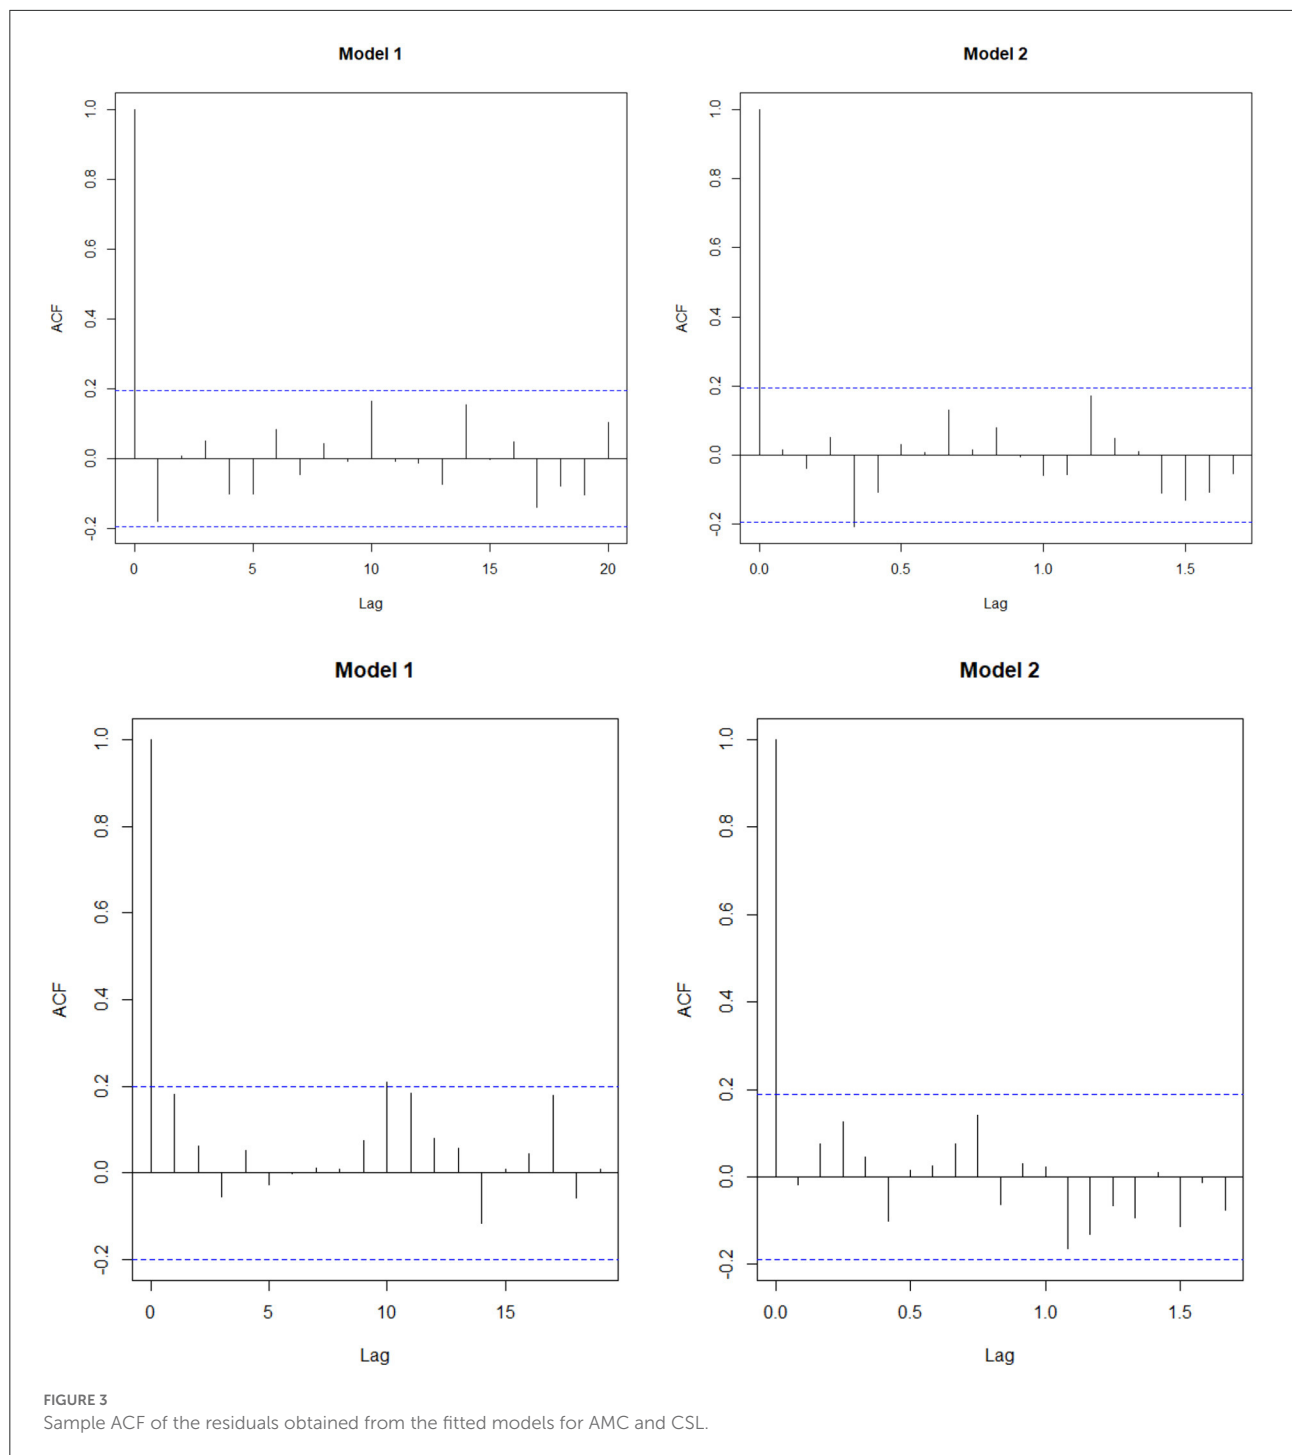 Model 1
ACF
1.0
0.8
0.6
0.4
0.2
0.0
-0.2
0 5 10 15 20
Lag
Model 2
ACF
1.0
0.8
0.6
0.4
0.2
0.0
-0.2
0.0 0.5 1.0 1.5
Lag
Model 1
ACF
1.0
0.8
0.6
0.4
0.2
0.0
-0.2
0 5 10 15
Lag
Model 2
ACF
1.0
0.8
0.6
0.4
0.2
0.0
-0.2
0.0 0.5 1.0 1.5
Lag
FIGURE 3
Sample ACF of the residuals obtained from the fitted models for AMC and CSL.